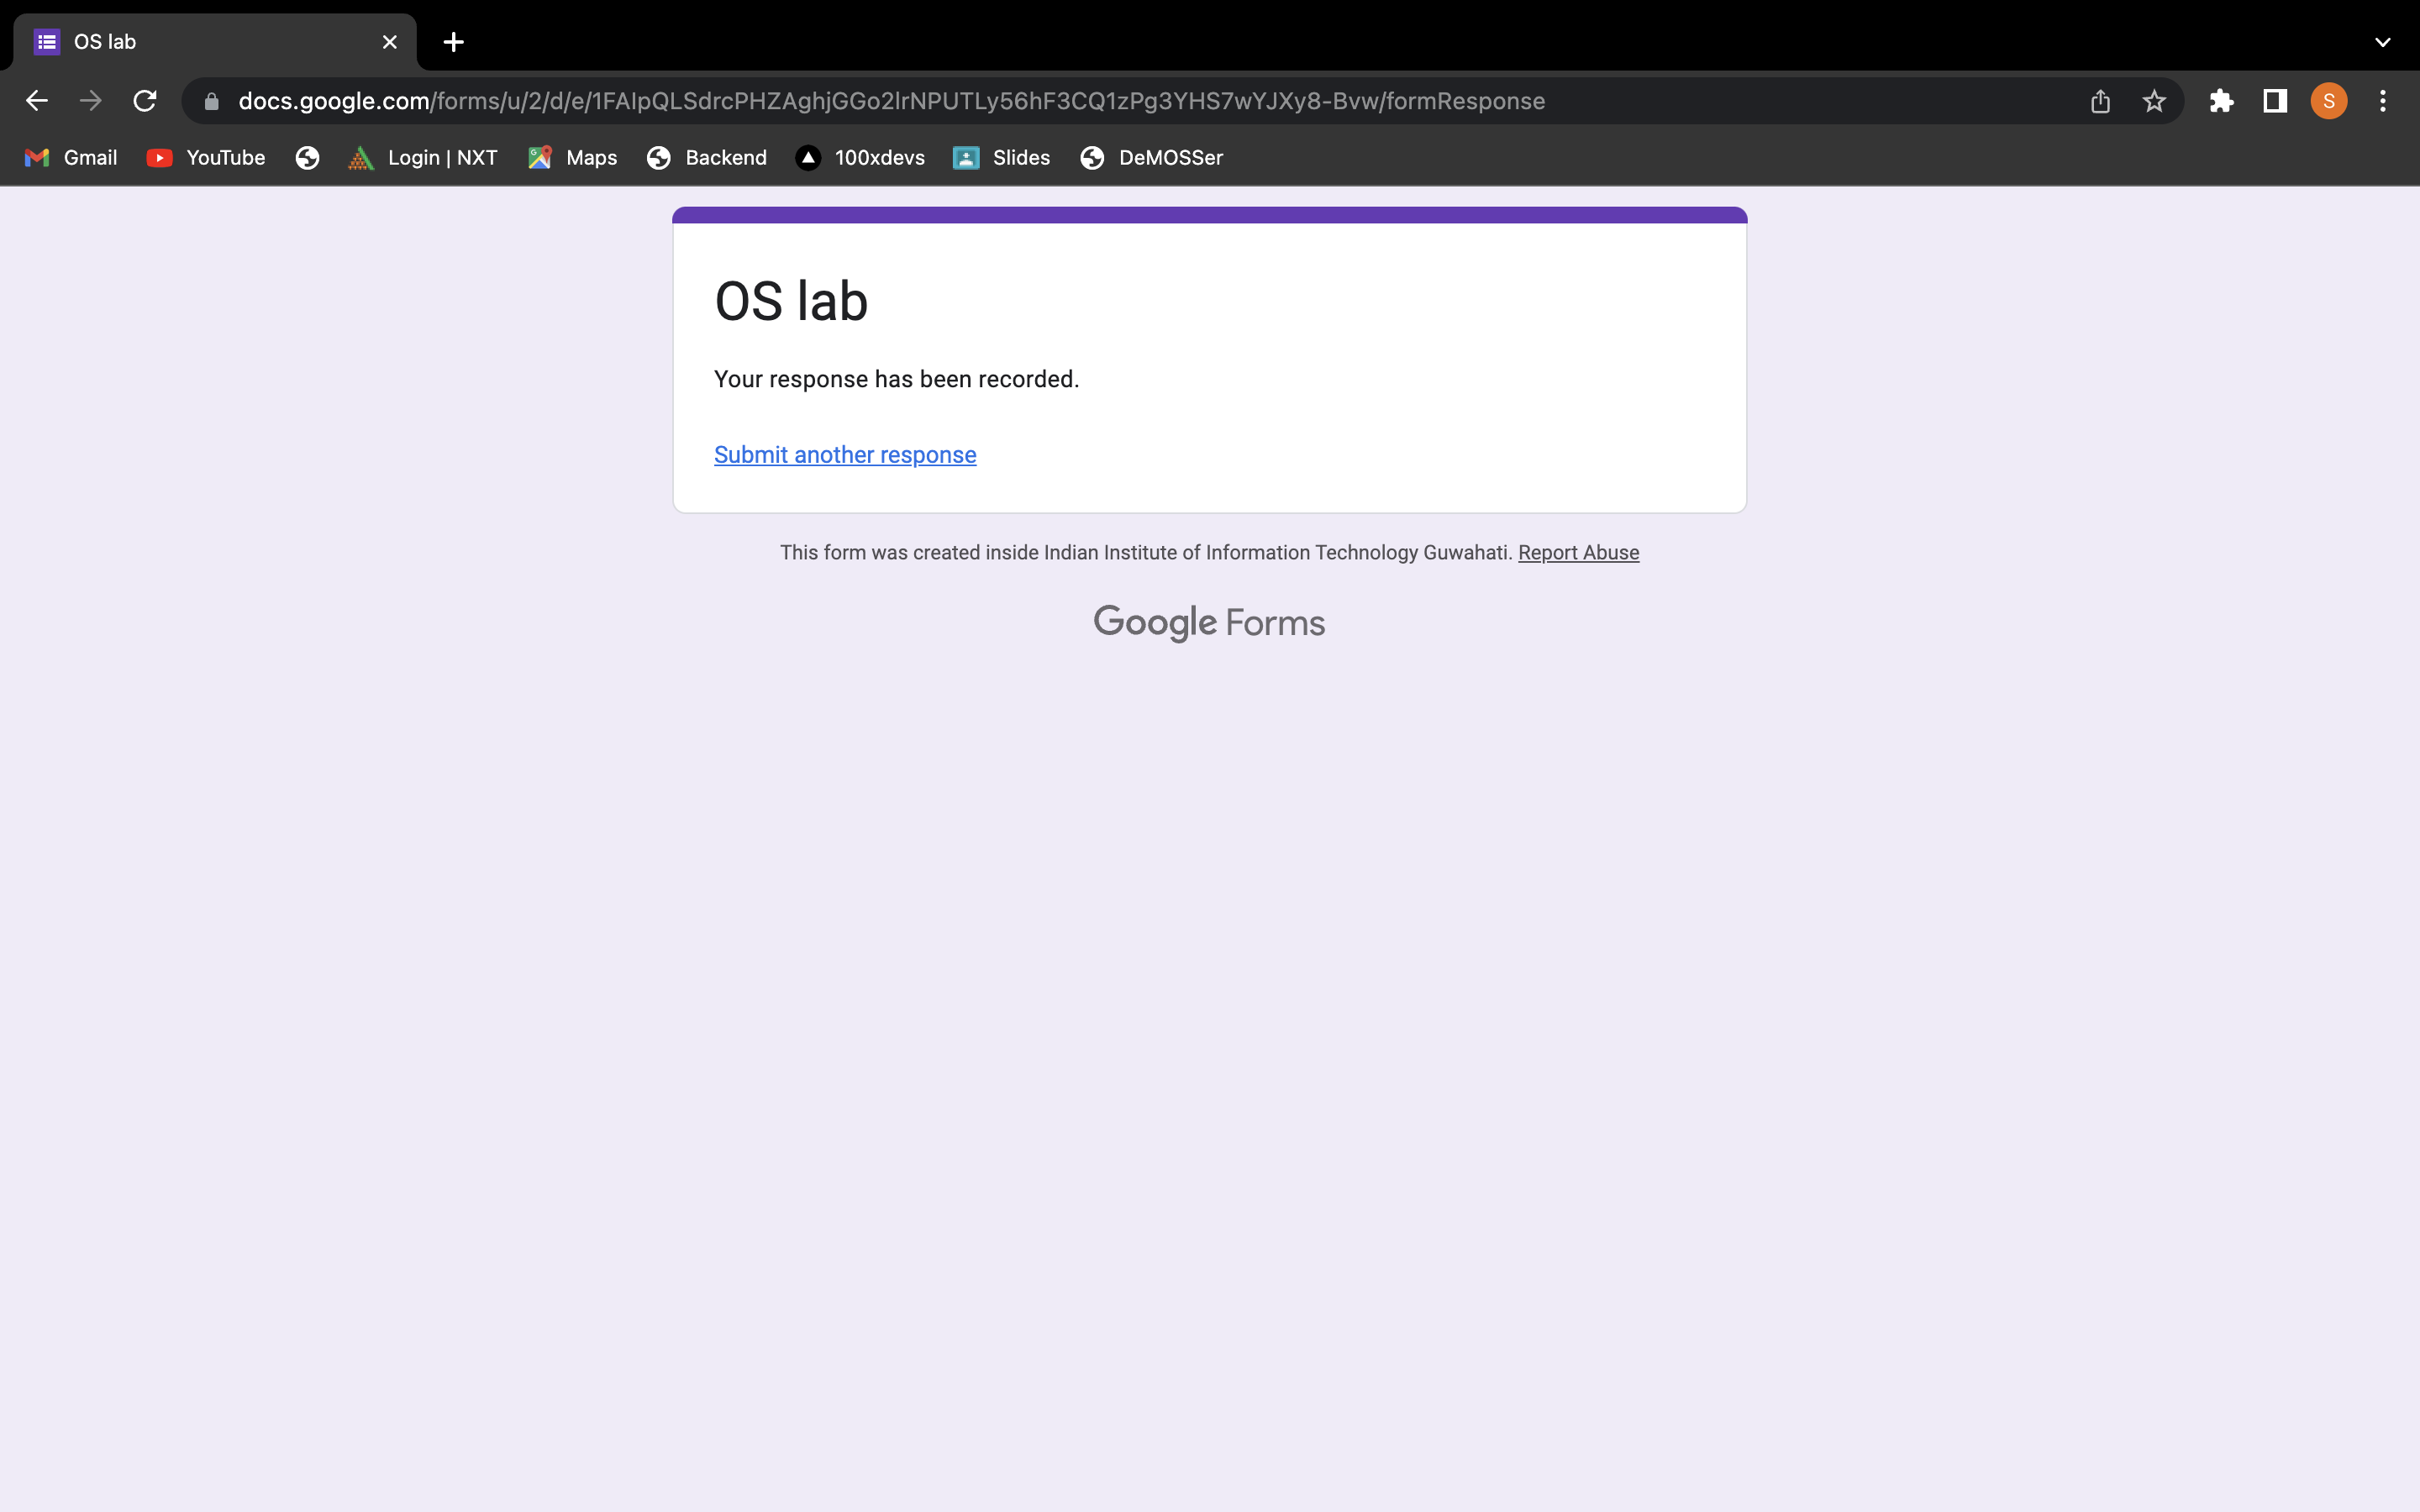 OS lab
docs.google.com/forms/u/2/d/e/1FAIpQLSdrcPHZAghjGGo2IrNPUTLy56hF3CQ1zPg3YHS7wYJXy8-Bvw/formResponse
S
Gmail YouTube Login | NXT Maps Backend 100xdevs Slides DeMOSSer
OS lab
Your response has been recorded.
Submit another response
This form was created inside Indian Institute of Information Technology Guwahati. Report Abuse
Google Forms